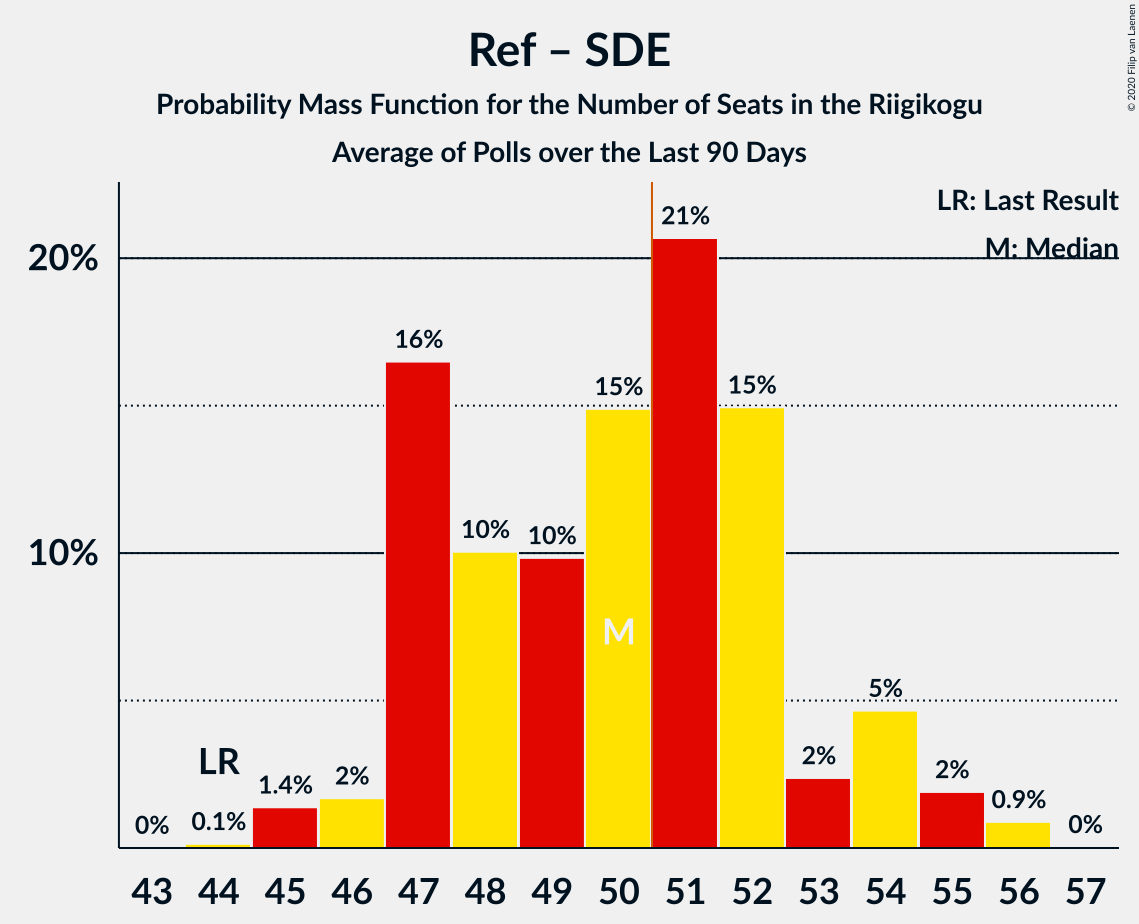 Ref – SDE
Probability Mass Function for the Number of Seats in the Riigikogu
Average of Polls over the Last 90 Days
© 2020 Filip van Laenen
LR: Last Result
M: Median
20%
10%
0%
0.1%
LR
1.4%
2%
16%
10%
10%
15%
M
21%
15%
2%
5%
2%
0.9%
0%
43 44 45 46 47 48 49 50 51 52 53 54 55 56 57